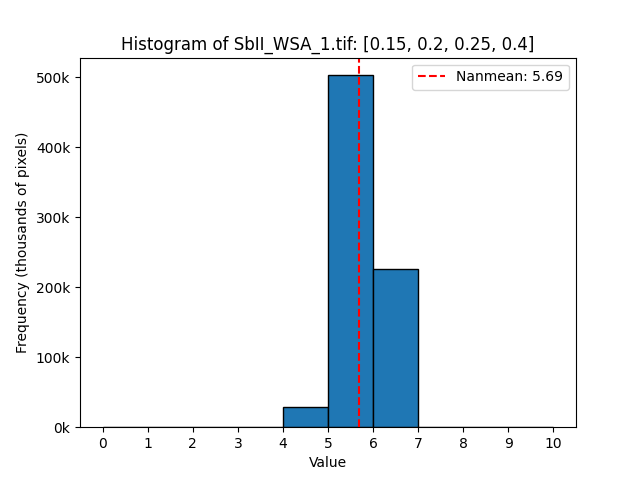 Histogram of SbII_WSA_1.tif: [0.15, 0.2, 0.25, 0.4]
Nanmean: 5.69
500k
400k
300k
200k
100k
0k
Frequency (thousands of pixels)
0 1 2 3 4 5 6 7 8 9 10
Value